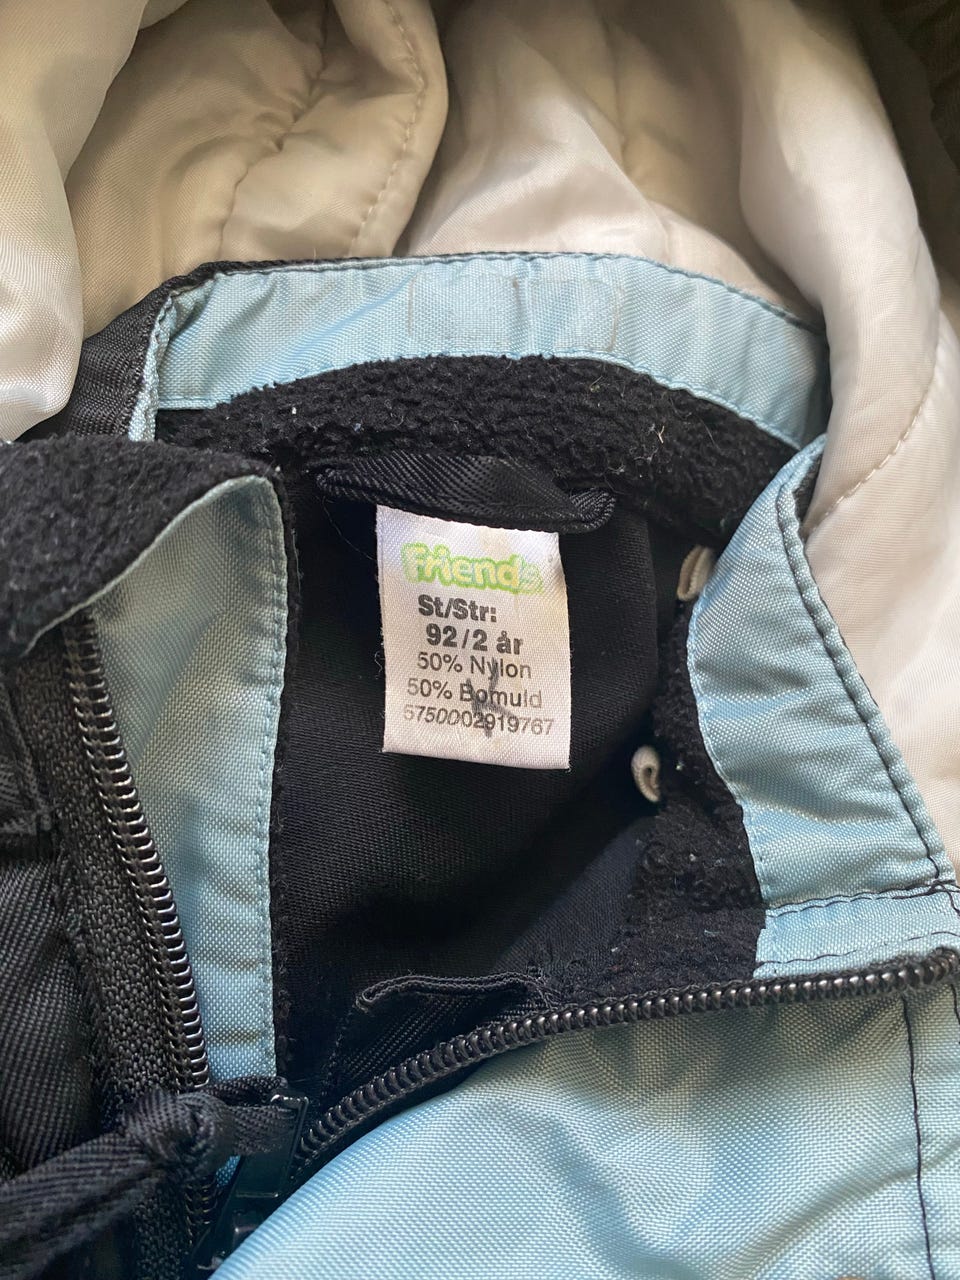 Friends
St/Str:
92/2 år
50% Nylon
50% Bomuld
5750002919767